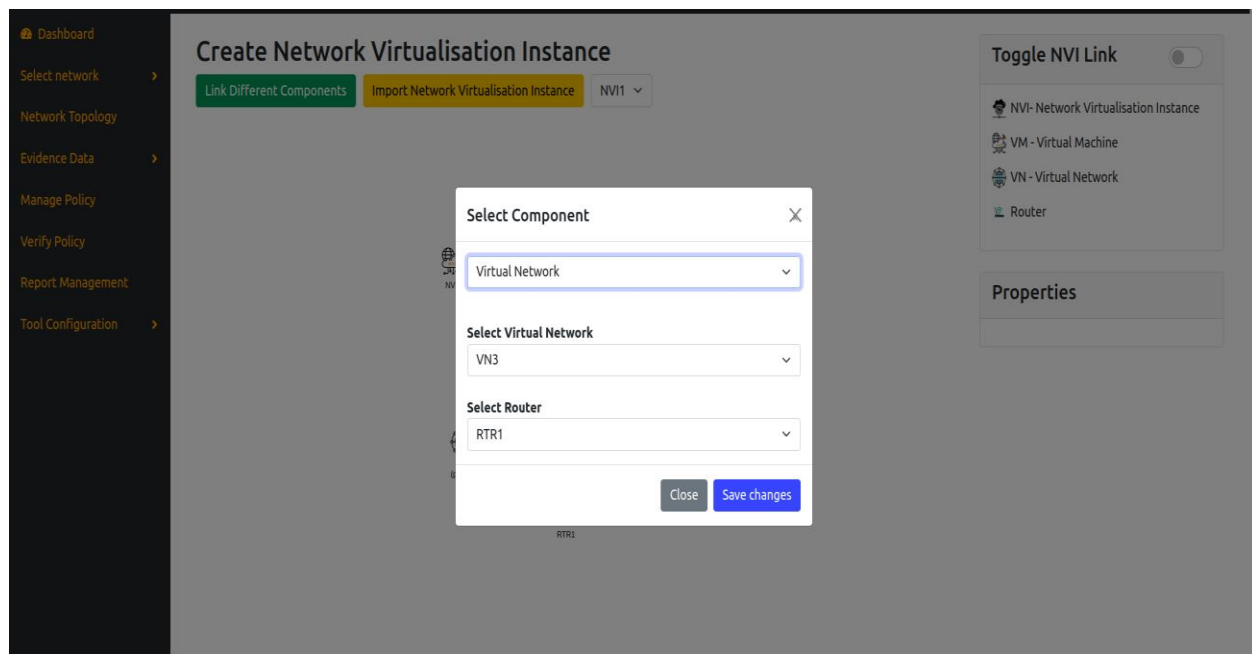 Dashboard
Select network
Network Topology
Evidence Data
Manage Policy
Verify Policy
Report Management
Tool Configuration
Create Network Virtualisation Instance
Link Different Components
Import Network Virtualisation Instance
NVI1
Select Component
X
Virtual Network
Select Virtual Network
VN3
Select Router
RTR1
Close
Save changes
NV
RTR1
Toggle NVI Link
NVI- Network Virtualisation Instance
VM - Virtual Machine
VN - Virtual Network
Router
Properties